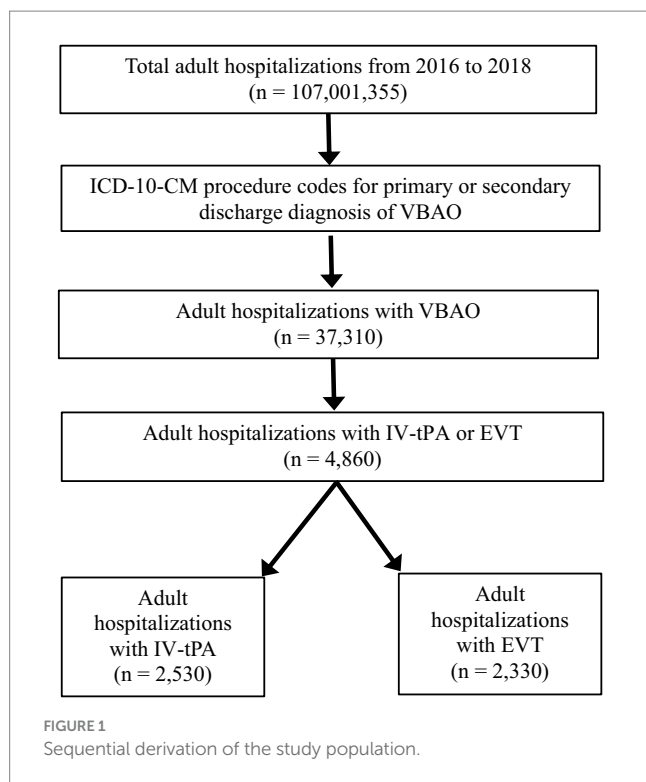 Total adult hospitalizations from 2016 to 2018
(n = 107,001,355)
ICD-10-CM procedure codes for primary or secondary
discharge diagnosis of VBAO
Adult hospitalizations with VBAO
(n = 37,310)
Adult hospitalizations with IV-tPA or EVT
(n = 4,860)
Adult
hospitalizations
with IV-tPA
(n = 2,530)
Adult
hospitalizations
with EVT
(n = 2,330)
FIGURE 1
Sequential derivation of the study population.